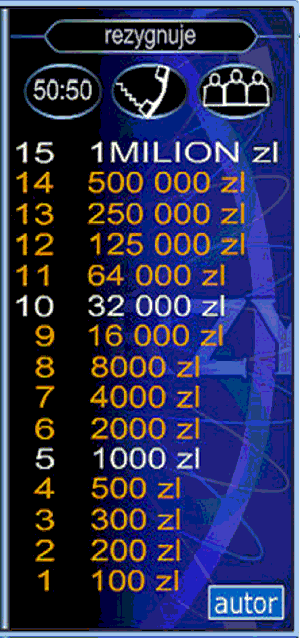 rezygnuje
50:50
15 1MILION zl
14 500 000 zl
13 250 000 zl
12 125 000 zl
11 64 000 zl
10 32 000 zl
9 16 000 zl
8 8000 zl
7 4000 zl
6 2000 zl
5 1000 zl
4 500 zl
3 300 zl
2 200 zl
1 100 zl
autor